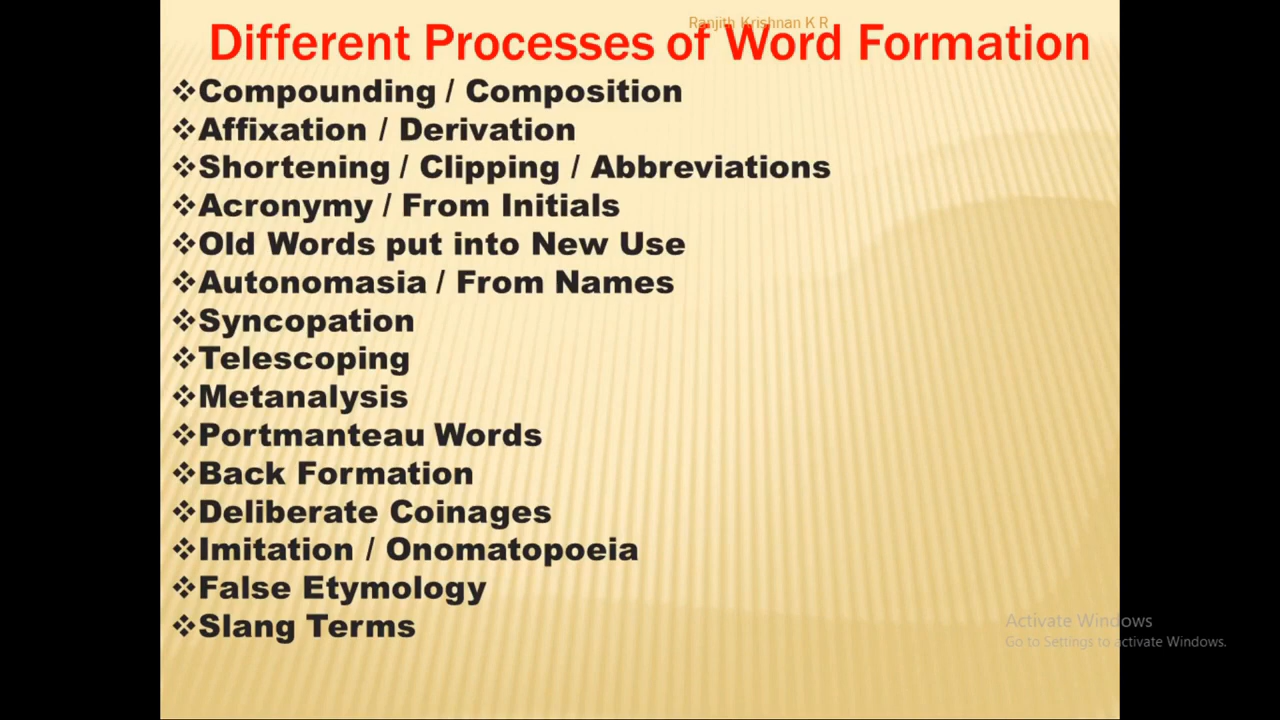 Ranjith Krishnan K R
Different Processes of Word Formation
❖Compounding / Composition
❖Affixation / Derivation
❖Shortening / Clipping / Abbreviations
❖Acronymy / From Initials
❖Old Words put into New Use
❖Autonomasia / From Names
❖Syncopation
❖Telescoping
❖Metanalysis
❖Portmanteau Words
❖Back Formation
❖Deliberate Coinages
❖Imitation / Onomatopoeia
❖False Etymology
❖Slang Terms
Activate Windows
Go to Settings to activate Windows.